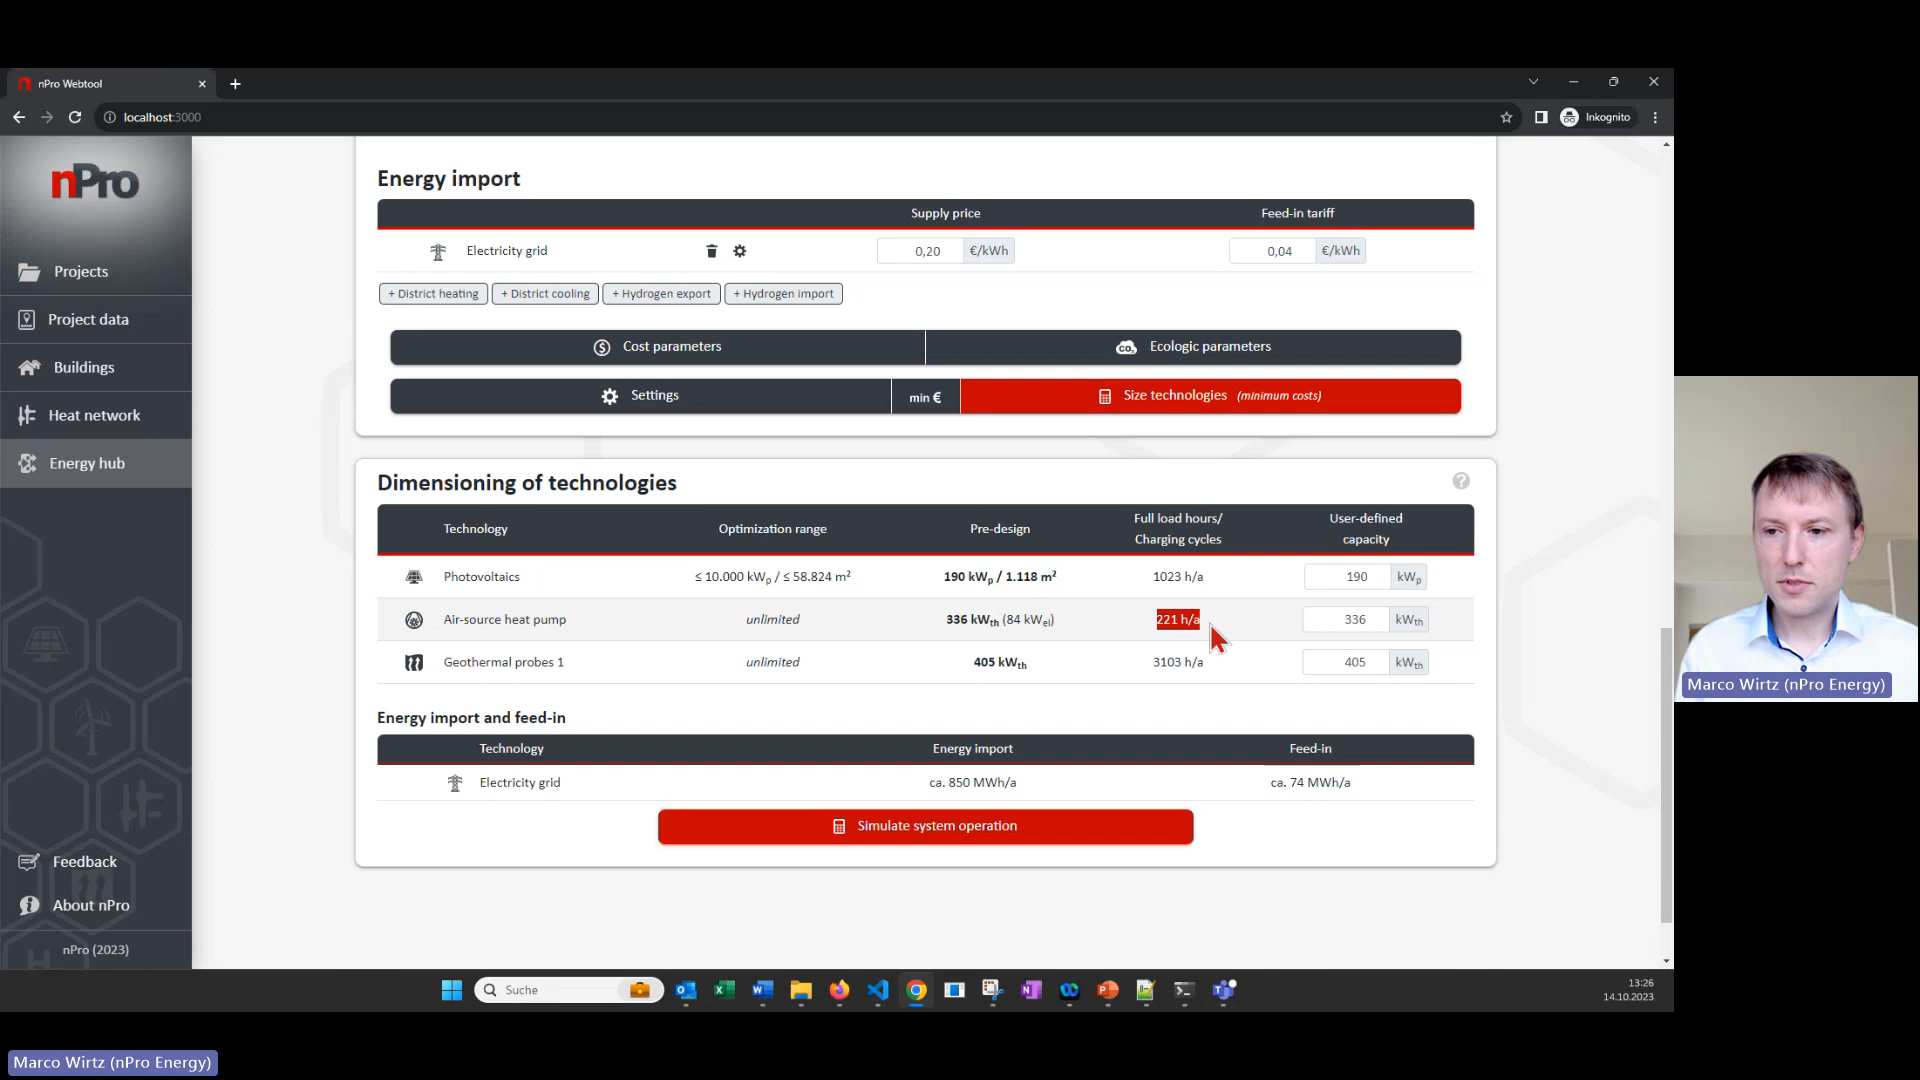 nPro Webtool
localhost:3000
Inkognito
nPro
Projects
Project data
Buildings
Heat network
Energy hub
Feedback
About nPro
nPro (2023)
Energy import
Supply price Feed-in tariff
Electricity grid 0,20 €/kWh 0,04 €/kWh
+ District heating + District cooling + Hydrogen export + Hydrogen import
Cost parameters CO₂ Ecologic parameters
Settings min € Size technologies (minimum costs)
Dimensioning of technologies ?
Technology Optimization range Pre-design Full load hours/ Charging cycles User-defined capacity
Photovoltaics ≤ 10.000 kWp / ≤ 58.824 m² 190 kWp / 1.118 m² 1023 h/a 190 kWp
Air-source heat pump unlimited 336 kWth (84 kWel) 221 h/a 336 kWth
Geothermal probes 1 unlimited 405 kWth 3103 h/a 405 kWth
Energy import and feed-in
Technology Energy import Feed-in
Electricity grid ca. 850 MWh/a ca. 74 MWh/a
Simulate system operation
Suche
13:26
14.10.2023
Marco Wirtz (nPro Energy)
Marco Wirtz (nPro Energy)